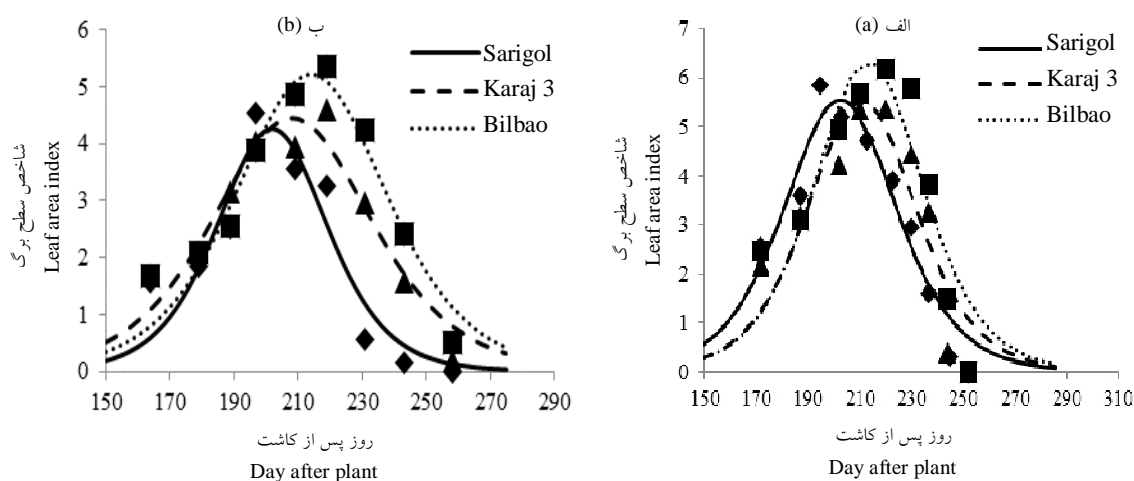 ب (b)
6
5
4
3
2
1
0
شاخص سطح برگ
Leaf area index
Sarigol
Karaj 3
Bilbao
150 170 190 210 230 250 270 290
روز پس از کاشت
Day after plant
الف (a)
7
6
5
4
3
2
1
0
شاخص سطح برگ
Leaf area index
Sarigol
Karaj 3
Bilbao
150 170 190 210 230 250 270 290 310
روز پس از کاشت
Day after plant